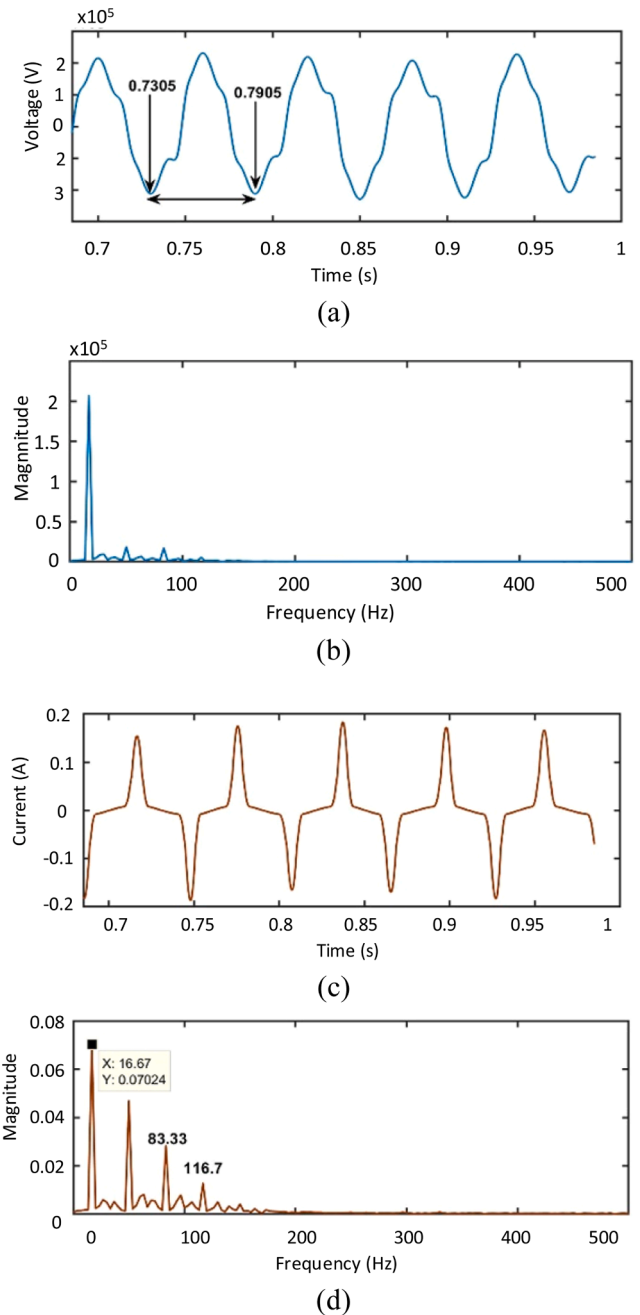 x10⁵
Voltage (V)
2
1
0
2
3
0.7305
0.7905
0.7 0.75 0.8 0.85 0.9 0.95 1
Time (s)
(a)
x10⁵
Magnnitude
2
1.5
1
0.5
0
0 100 200 300 400 500
Frequency (Hz)
(b)
Current (A)
0.2
0.1
0
-0.1
-0.2
0.7 0.75 0.8 0.85 0.9 0.95 1
Time (s)
(c)
Magnitude
0.08
0.06
0.04
0.02
0
X: 16.67
Y: 0.07024
83.33
116.7
0 100 200 300 400 500
Frequency (Hz)
(d)